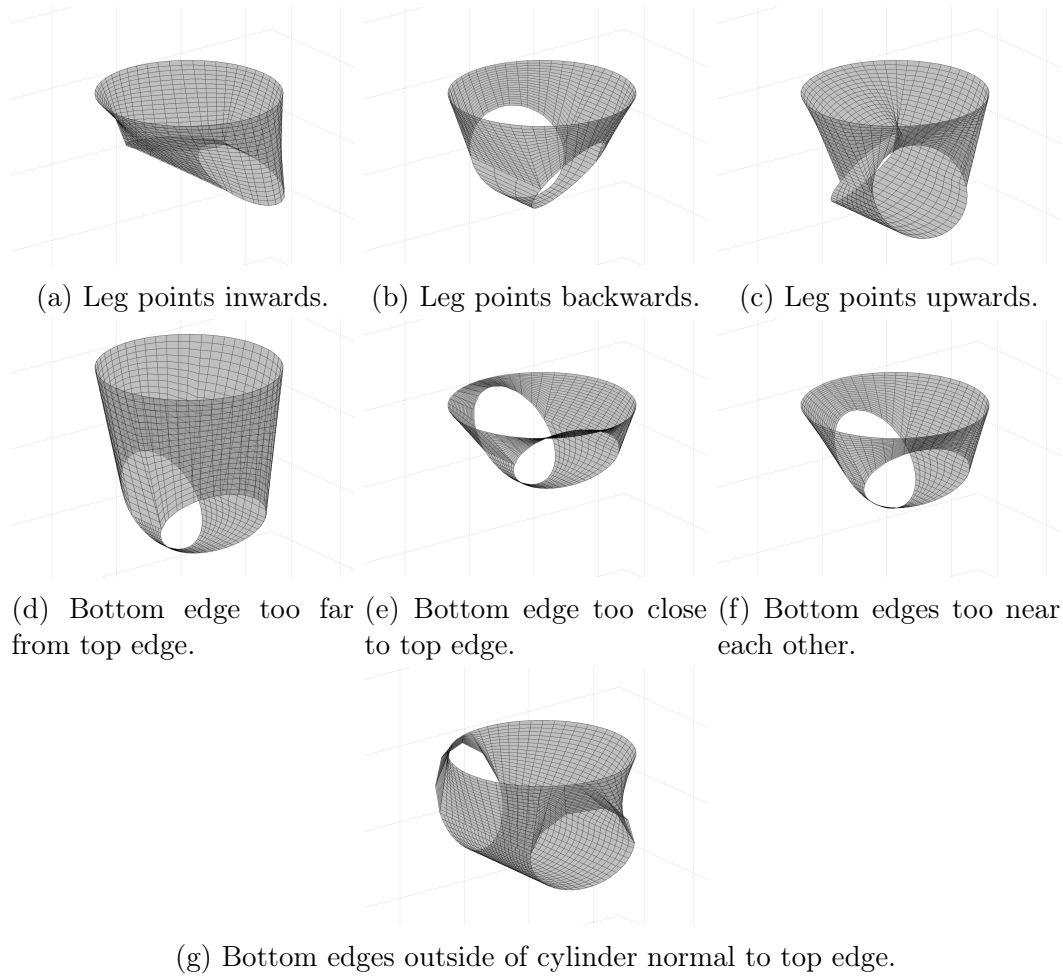 (a) Leg points inwards.
(b) Leg points backwards.
(c) Leg points upwards.
(d) Bottom edge too far
from top edge.
(e) Bottom edge too close
to top edge.
(f) Bottom edges too near
each other.
(g) Bottom edges outside of cylinder normal to top edge.